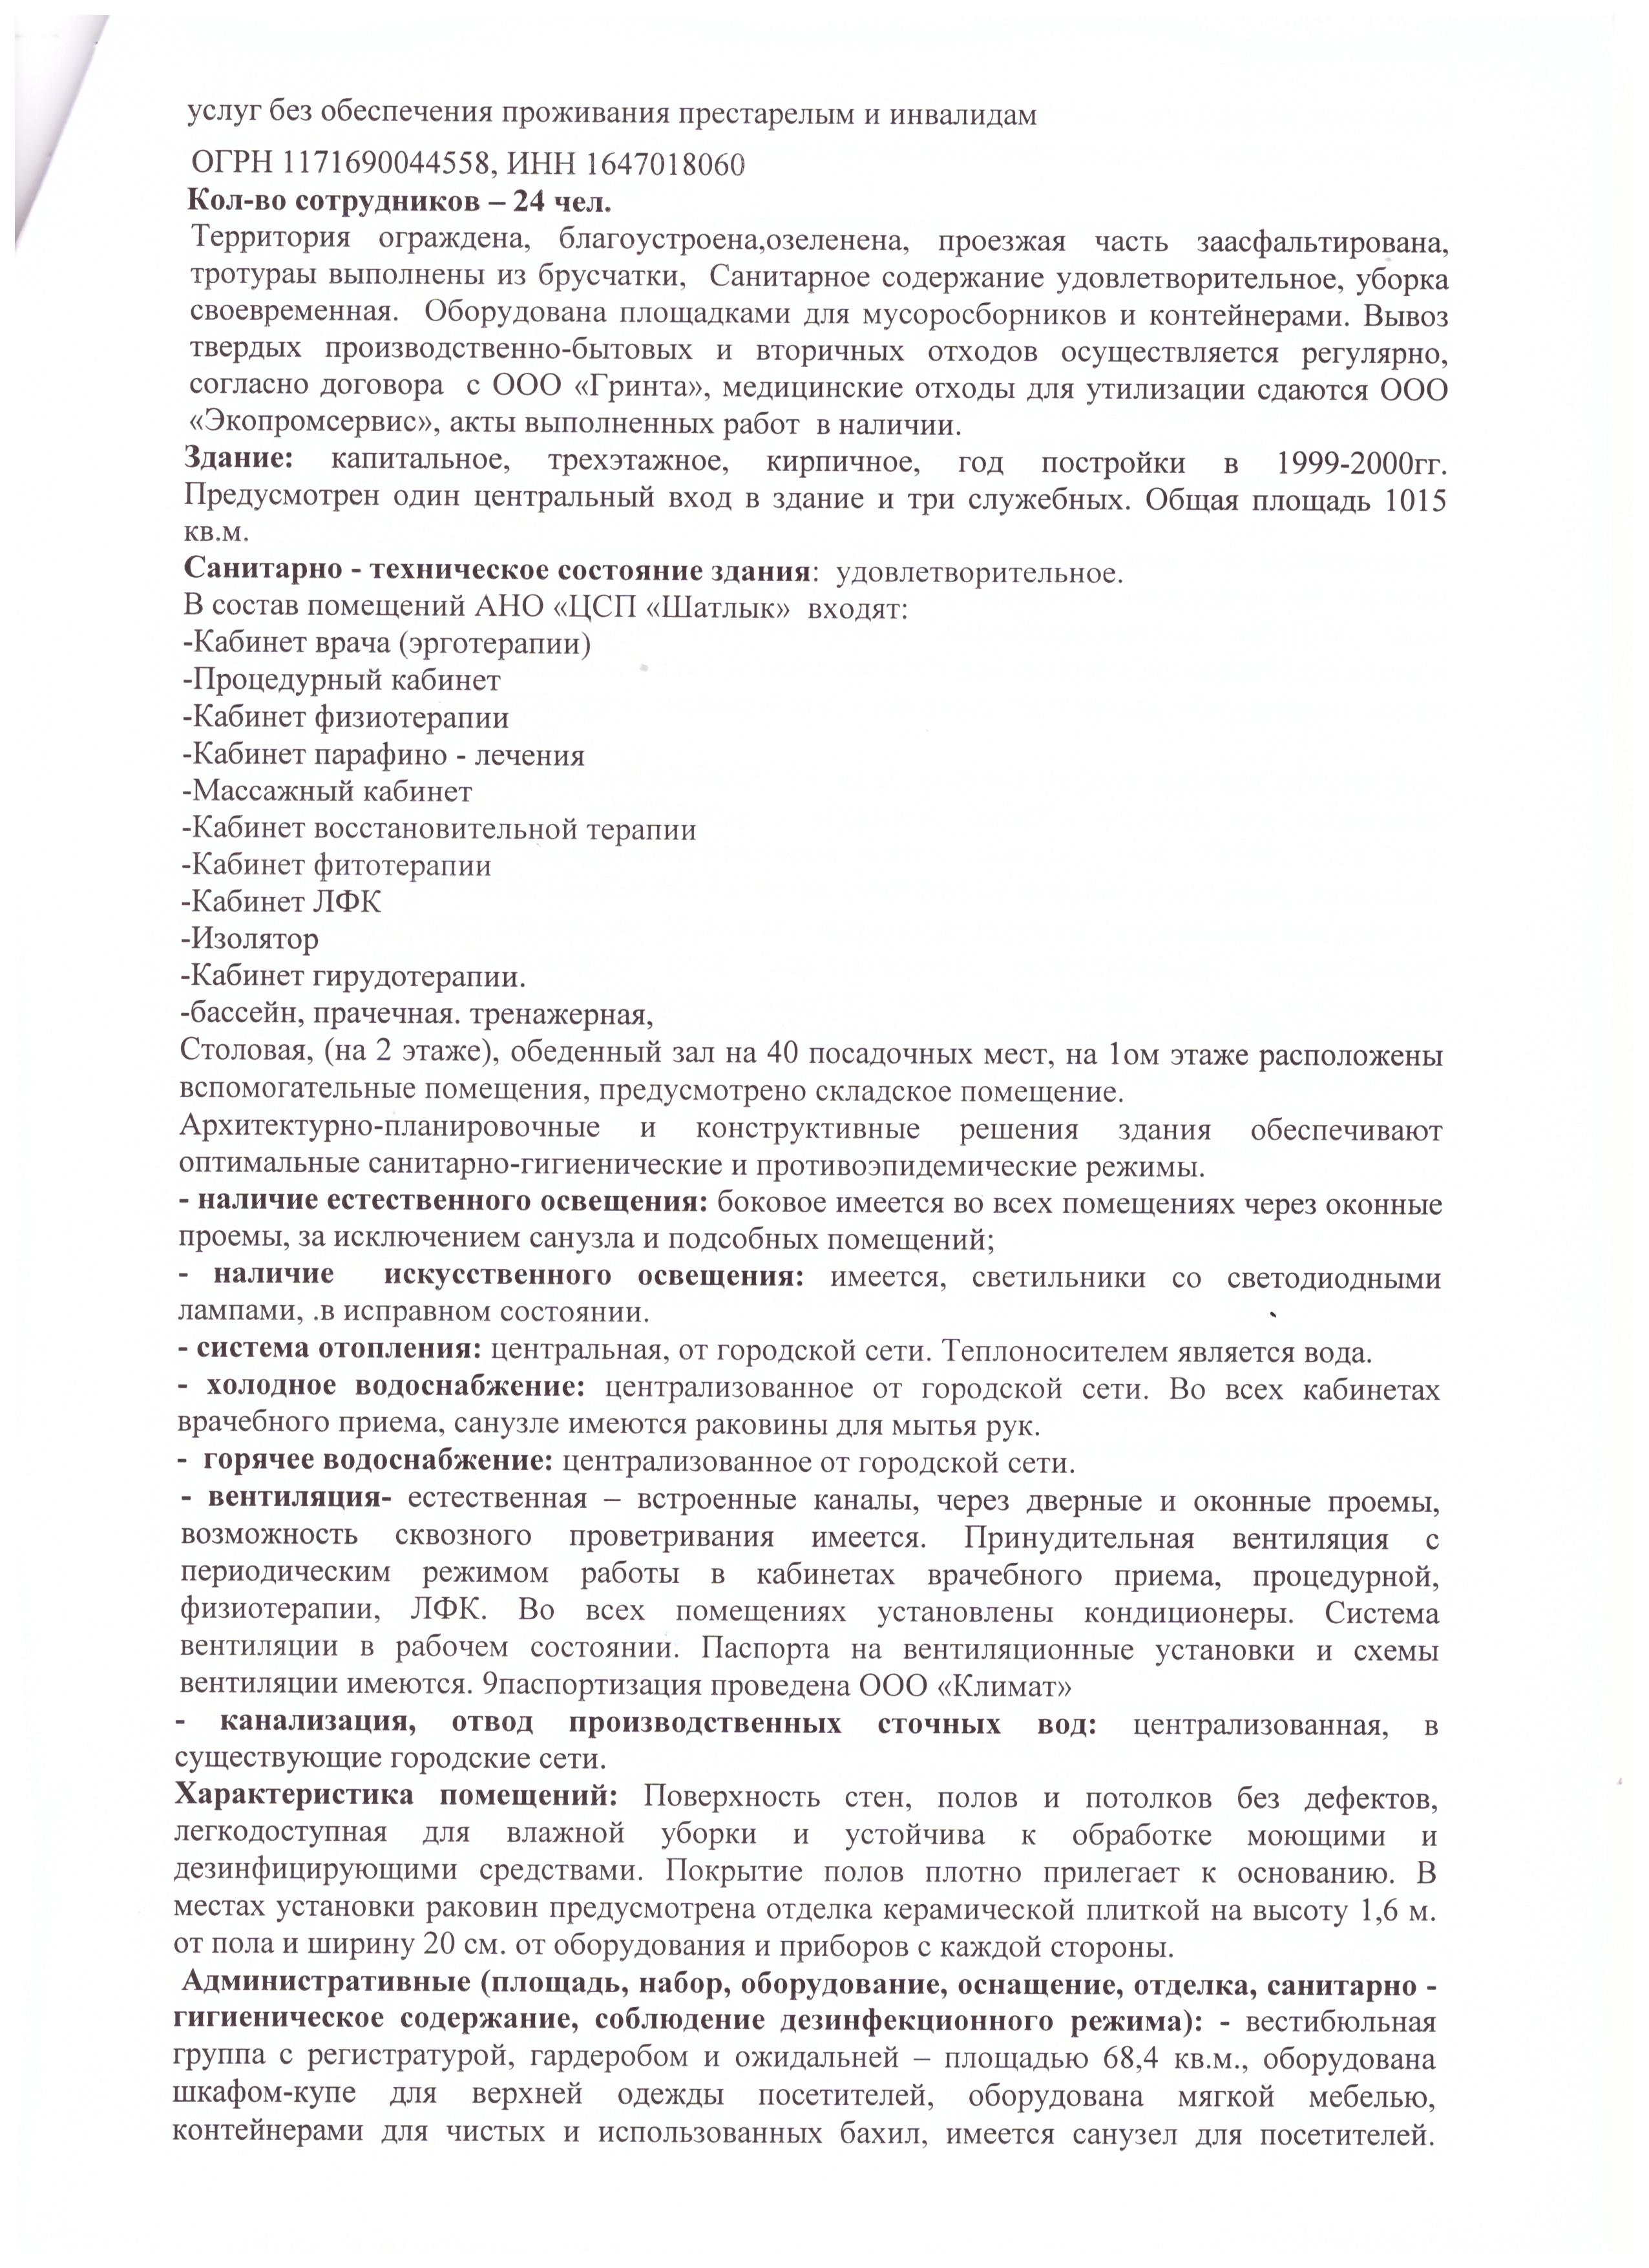 услуг без обеспечения проживания престарелым и инвалидам
ОГРН 1171690044558, ИНН 1647018060
Кол-во сотрудников – 24 чел.
Территория ограждена, благоустроена,озеленена, проезжая часть заасфальтирована,
тротураы выполнены из брусчатки, Санитарное содержание удовлетворительное, уборка
своевременная. Оборудована площадками для мусоросборников и контейнерами. Вывоз
твердых производственно-бытовых и вторичных отходов осуществляется регулярно,
согласно договора с ООО «Гринта», медицинские отходы для утилизации сдаются ООО
«Экопромсервис», акты выполненных работ в наличии.
Здание: капитальное, трехэтажное, кирпичное, год постройки в 1999-2000гг.
Предусмотрен один центральный вход в здание и три служебных. Общая площадь 1015
кв.м.
Санитарно - техническое состояние здания: удовлетворительное.
В состав помещений АНО «ЦСП «Шатлык» входят:
-Кабинет врача (эрготерапии)
-Процедурный кабинет
-Кабинет физиотерапии
-Кабинет парафино - лечения
-Массажный кабинет
-Кабинет восстановительной терапии
-Кабинет фитотерапии
-Кабинет ЛФК
-Изолятор
-Кабинет гирудотерапии.
-бассейн, прачечная. тренажерная,
Столовая, (на 2 этаже), обеденный зал на 40 посадочных мест, на 1ом этаже расположены
вспомогательные помещения, предусмотрено складское помещение.
Архитектурно-планировочные и конструктивные решения здания обеспечивают
оптимальные санитарно-гигиенические и противоэпидемические режимы.
- наличие естественного освещения: боковое имеется во всех помещениях через оконные
проемы, за исключением санузла и подсобных помещений;
- наличие искусственного освещения: имеется, светильники со светодиодными
лампами, .в исправном состоянии.
- система отопления: центральная, от городской сети. Теплоносителем является вода.
- холодное водоснабжение: централизованное от городской сети. Во всех кабинетах
врачебного приема, санузле имеются раковины для мытья рук.
- горячее водоснабжение: централизованное от городской сети.
- вентиляция- естественная – встроенные каналы, через дверные и оконные проемы,
возможность сквозного проветривания имеется. Принудительная вентиляция с
периодическим режимом работы в кабинетах врачебного приема, процедурной,
физиотерапии, ЛФК. Во всех помещениях установлены кондиционеры. Система
вентиляции в рабочем состоянии. Паспорта на вентиляционные установки и схемы
вентиляции имеются. 9паспортизация проведена ООО «Климат»
- канализация, отвод производственных сточных вод: централизованная, в
существующие городские сети.
Характеристика помещений: Поверхность стен, полов и потолков без дефектов,
легкодоступная для влажной уборки и устойчива к обработке моющими и
дезинфицирующими средствами. Покрытие полов плотно прилегает к основанию. В
местах установки раковин предусмотрена отделка керамической плиткой на высоту 1,6 м.
от пола и ширину 20 см. от оборудования и приборов с каждой стороны.
Административные (площадь, набор, оборудование, оснащение, отделка, санитарно -
гигиеническое содержание, соблюдение дезинфекционного режима): - вестибюльная
группа с регистратурой, гардеробом и ожидальней – площадью 68,4 кв.м., оборудована
шкафом-купе для верхней одежды посетителей, оборудована мягкой мебелью,
контейнерами для чистых и использованных бахил, имеется санузел для посетителей.